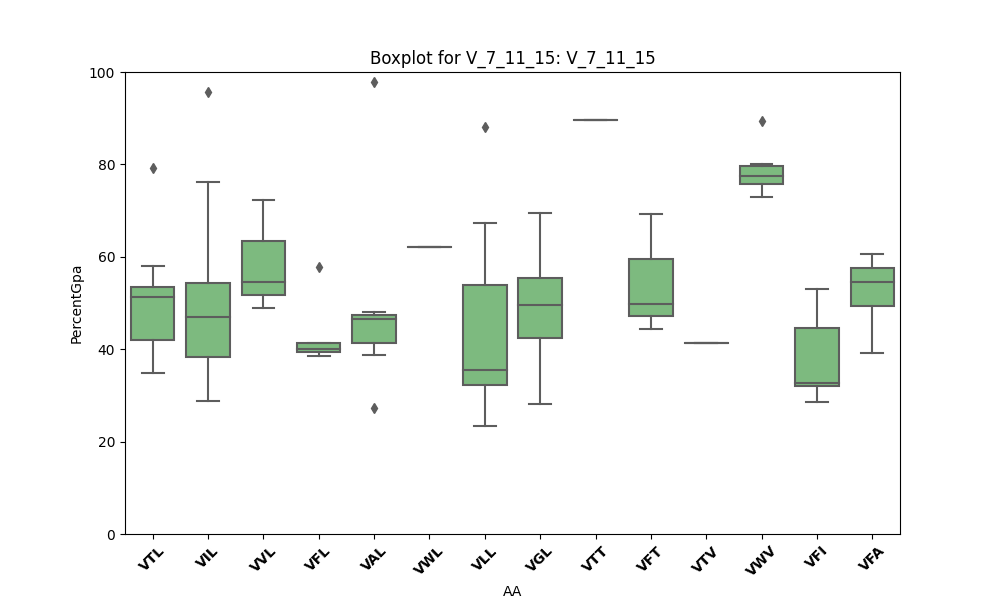 Boxplot for V_7_11_15: V_7_11_15
100
80
60
40
20
0
PercentGpa
VTL VIL VVL VFL VAL VWL VLL VGL VTT VFT VTV VWV VFI VFA
AA